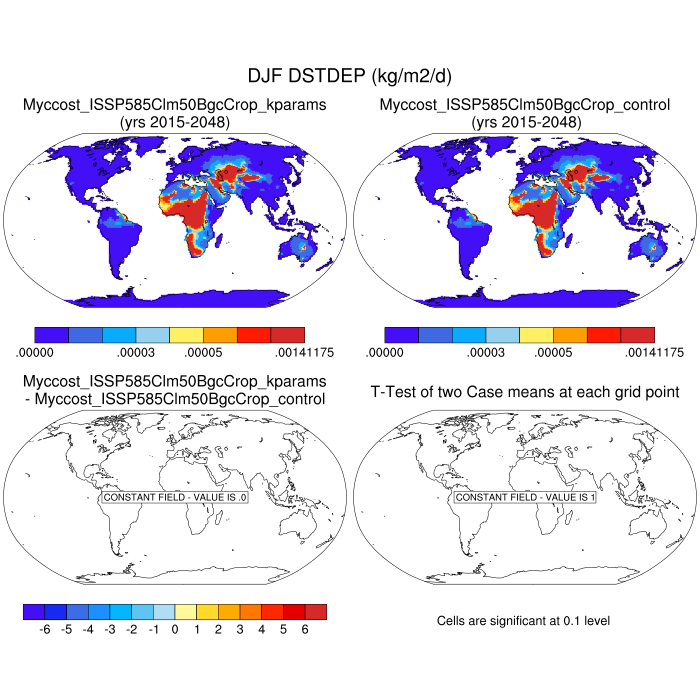 DJF DSTDEP (kg/m2/d)
Myccost_ISSP585Clm50BgcCrop_kparams
(yrs 2015-2048)
Myccost_ISSP585Clm50BgcCrop_control
(yrs 2015-2048)
.00000 .00003 .00005 .00141175
.00000 .00003 .00005 .00141175
Myccost_ISSP585Clm50BgcCrop_kparams
- Myccost_ISSP585Clm50BgcCrop_control
T-Test of two Case means at each grid point
CONSTANT FIELD - VALUE IS .0
CONSTANT FIELD - VALUE IS 1
-6 -5 -4 -3 -2 -1 0 1 2 3 4 5 6
Cells are significant at 0.1 level